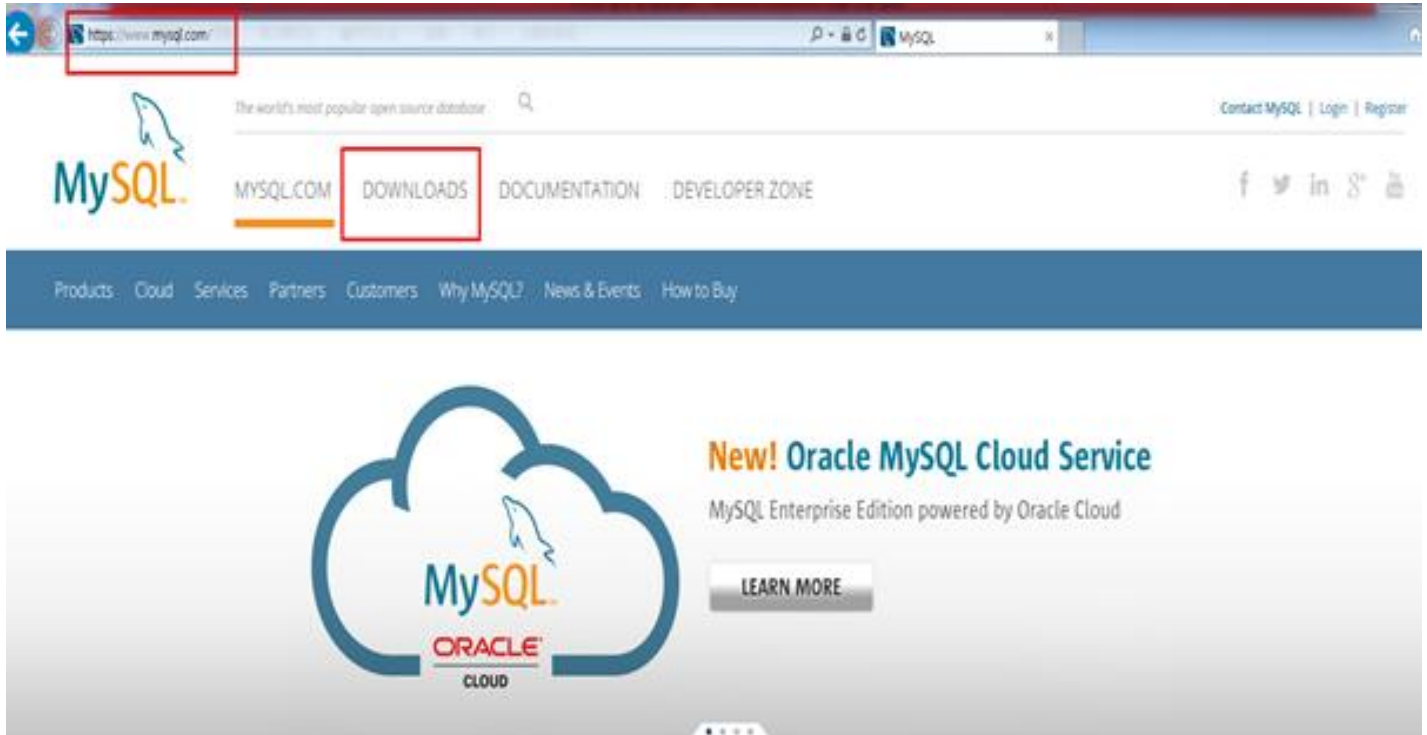 https://www.mysql.com/
MySQL
The world's most popular open source database
Contact MySQL | Login | Register
MySQL
MYSQL.COM DOWNLOADS DOCUMENTATION DEVELOPER ZONE
Products Cloud Services Partners Customers Why MySQL? News & Events How to Buy
New! Oracle MySQL Cloud Service
MySQL Enterprise Edition powered by Oracle Cloud
LEARN MORE
MySQL
ORACLE
CLOUD